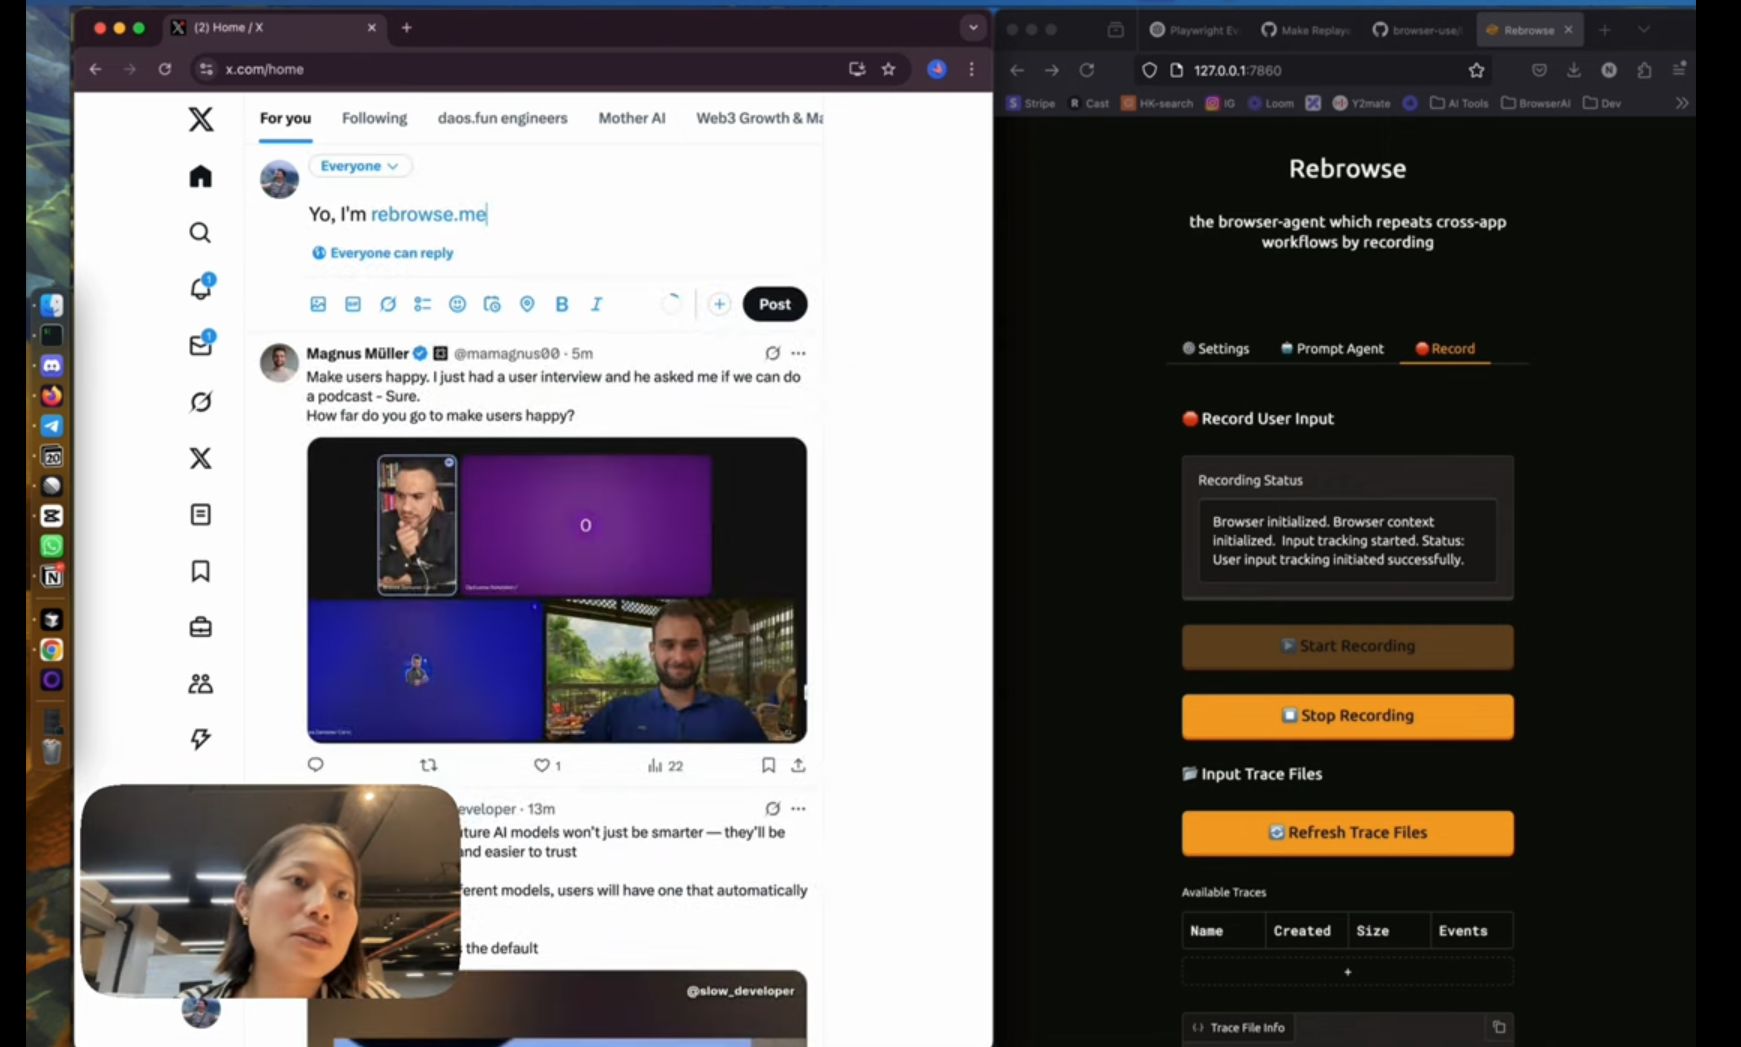 (2) Home / X
x.com/home
For you
Following
daos.fun engineers
Mother AI
Web3 Growth & Ma
Everyone
Yo, I'm rebrowse.me
Everyone can reply
Post
Magnus Müller @mamagnus00 · 5m
Make users happy. I just had a user interview and he asked me if we can do
a podcast - Sure.
How far do you go to make users happy?
O
1
22
eveloper · 13m
ture AI models won't just be smarter — they'll be
and easier to trust
erent models, users will have one that automatically
the default
@slow_developer
1
1
20
Playwright Ev
Make Replays
browser-use/
Rebrowse
127.0.0.1:7860
Stripe
Cast
HK-search
IG
Loom
Y2mate
AI Tools
BrowserAI
Dev
Rebrowse
the browser-agent which repeats cross-app
workflows by recording
Settings
Prompt Agent
Record
Record User Input
Recording Status
Browser initialized. Browser context
initialized. Input tracking started. Status:
User input tracking initiated successfully.
Start Recording
Stop Recording
Input Trace Files
Refresh Trace Files
Available Traces
Name
Created
Size
Events
+
Trace File Info